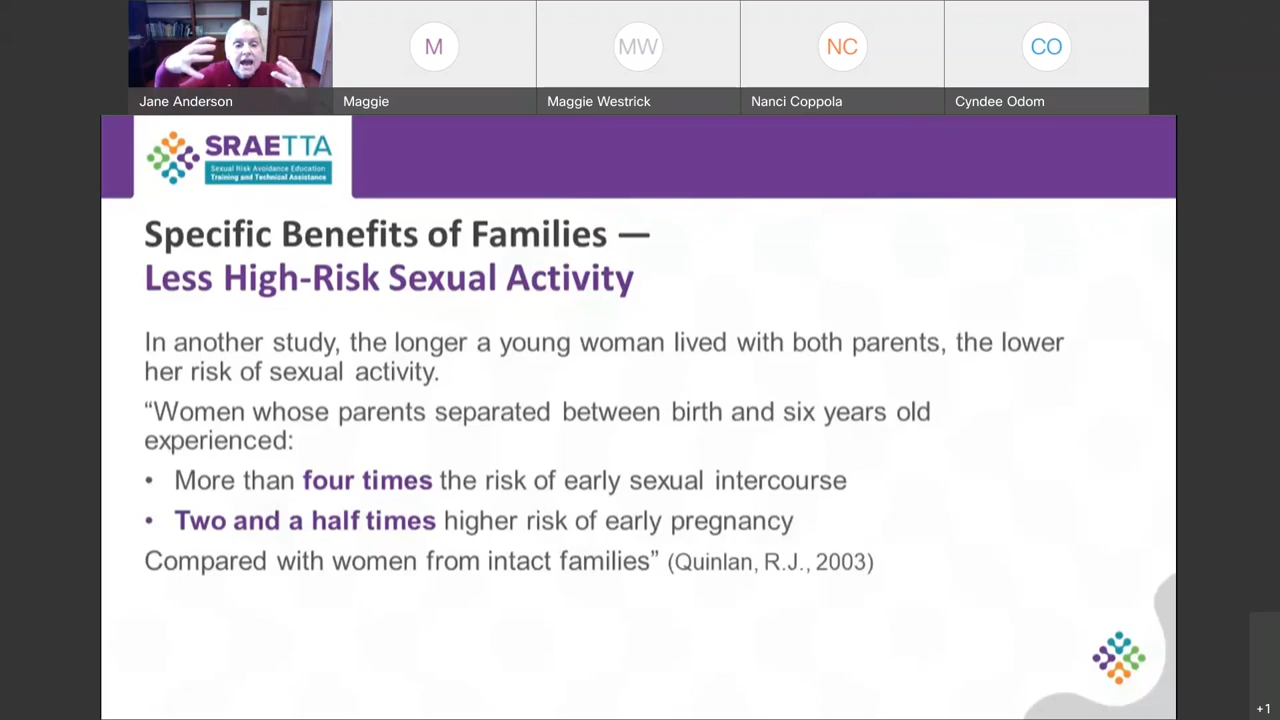 M
MW
NC
CO
Jane Anderson
Maggie
Maggie Westrick
Nanci Coppola
Cyndee Odom
SRAETTA
Sexual Risk Avoidance Education
Training and Technical Assistance
Specific Benefits of Families —
Less High-Risk Sexual Activity
In another study, the longer a young woman lived with both parents, the lower
her risk of sexual activity.
“Women whose parents separated between birth and six years old
experienced:
• More than four times the risk of early sexual intercourse
• Two and a half times higher risk of early pregnancy
Compared with women from intact families” (Quinlan, R.J., 2003)
+1